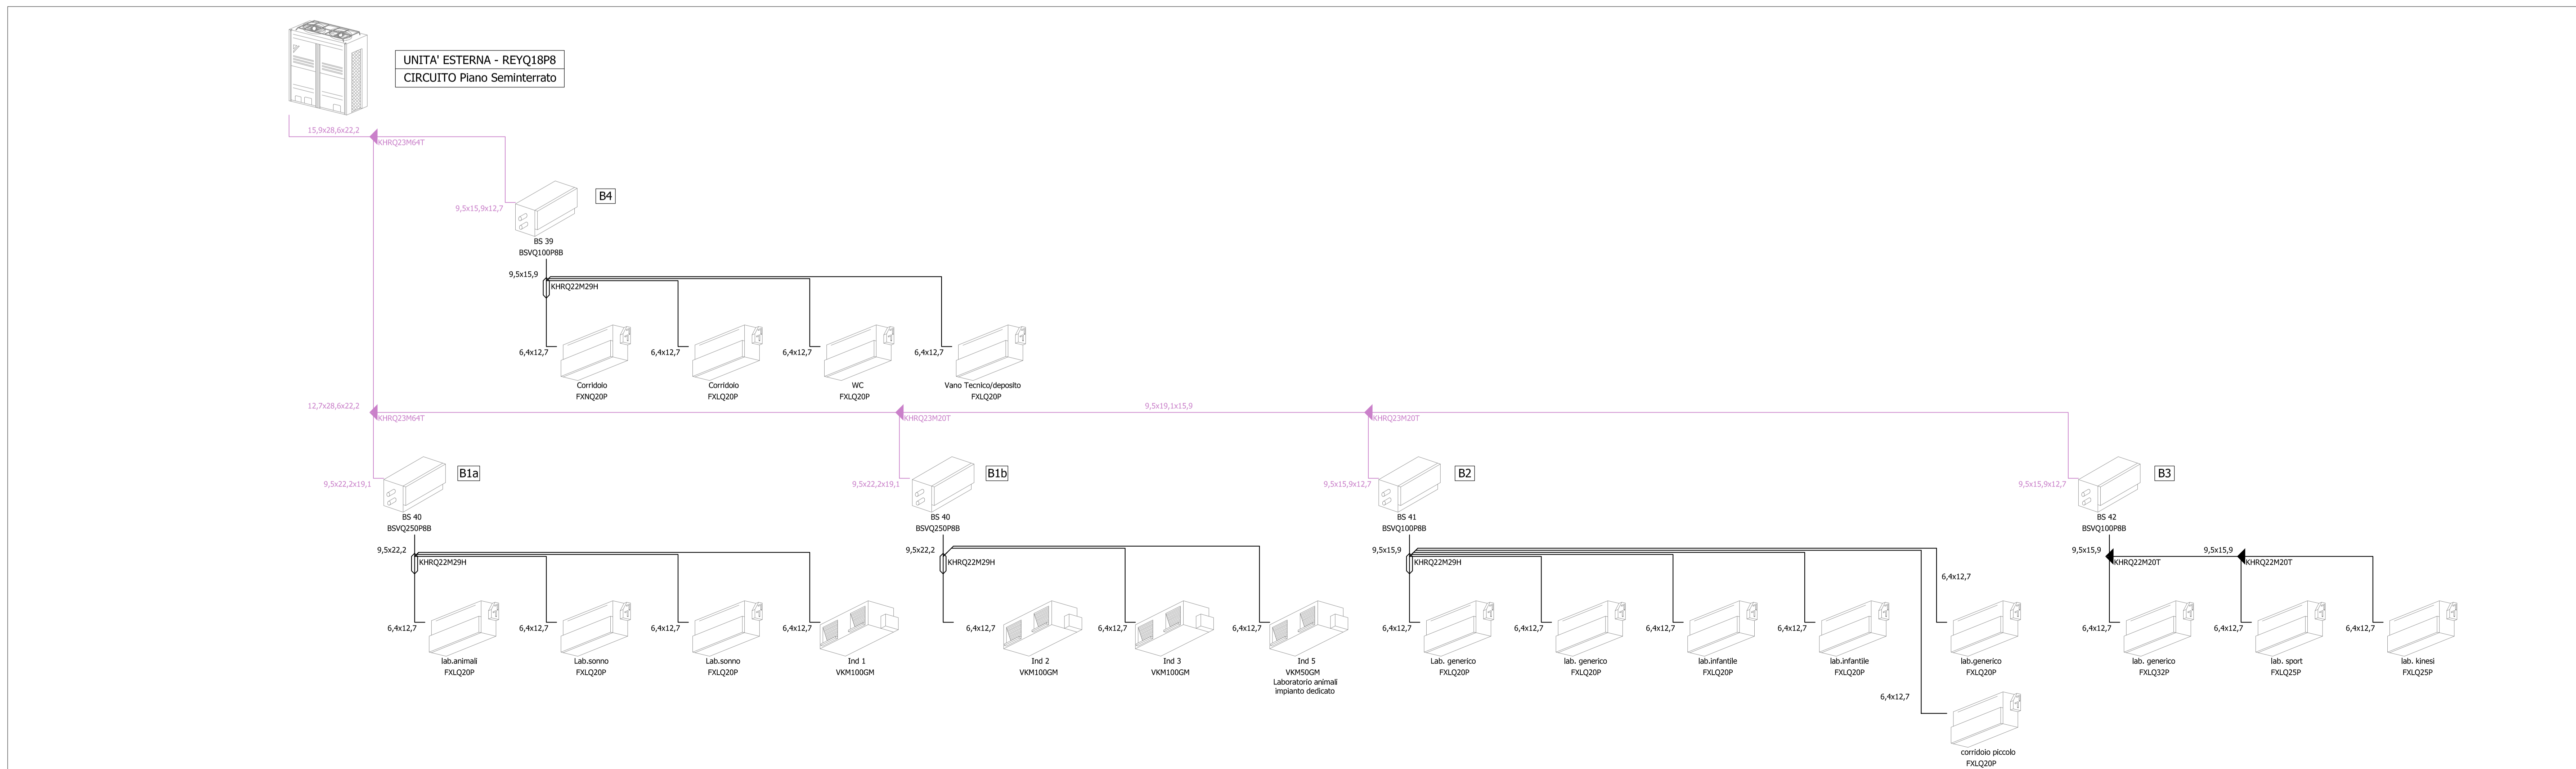 UNITA' ESTERNA - REYQ18P8
CIRCUITO Piano Seminterrato
15,9x28,6x22,2
KHRQ23M64T
9,5x15,9x12,7
B4
BS 39
BSVQ100P8B
9,5x15,9
KHRQ22M29H
6,4x12,7
6,4x12,7
6,4x12,7
6,4x12,7
Corridoio
FXNQ20P
Corridoio
FXLQ20P
WC
FXLQ20P
Vano Tecnico/deposito
FXLQ20P
12,7x28,6x22,2
KHRQ23M64T
KHRQ23M20T
9,5x19,1x15,9
KHRQ23M20T
9,5x22,2x19,1
B1a
9,5x22,2x19,1
B1b
9,5x15,9x12,7
B2
9,5x15,9x12,7
B3
BS 40
BSVQ250P8B
BS 40
BSVQ250P8B
BS 41
BSVQ100P8B
BS 42
BSVQ100P8B
9,5x22,2
KHRQ22M29H
9,5x22,2
KHRQ22M29H
9,5x15,9
KHRQ22M29H
6,4x12,7
9,5x15,9
KHRQ22M20T
9,5x15,9
KHRQ22M20T
6,4x12,7
6,4x12,7
6,4x12,7
6,4x12,7
6,4x12,7
6,4x12,7
6,4x12,7
6,4x12,7
6,4x12,7
6,4x12,7
6,4x12,7
6,4x12,7
6,4x12,7
6,4x12,7
lab.animali
FXLQ20P
Lab.sonno
FXLQ20P
Lab.sonno
FXLQ20P
Ind 1
VKM100GM
Ind 2
VKM100GM
Ind 3
VKM100GM
Ind 5
VKM50GM
Laboratorio animali
impianto dedicato
Lab. generico
FXLQ20P
lab. generico
FXLQ20P
lab.infantile
FXLQ20P
lab.infantile
FXLQ20P
lab.generico
FXLQ20P
lab. generico
FXLQ32P
lab. sport
FXLQ25P
lab. kinesi
FXLQ25P
6,4x12,7
corridoio piccolo
FXLQ20P